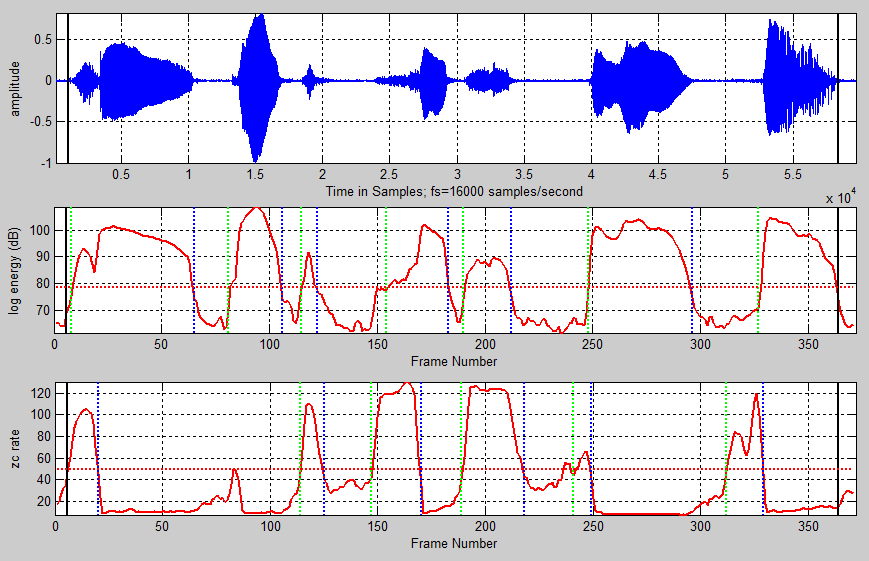 amplitude
0.5
0
-0.5
-1
0.5 1 1.5 2 2.5 3 3.5 4 4.5 5 5.5
Time in Samples; fs=16000 samples/second
x 10^4
log energy (dB)
100
90
80
70
0 50 100 150 200 250 300 350
Frame Number
zc rate
120
100
80
60
40
20
0 50 100 150 200 250 300 350
Frame Number